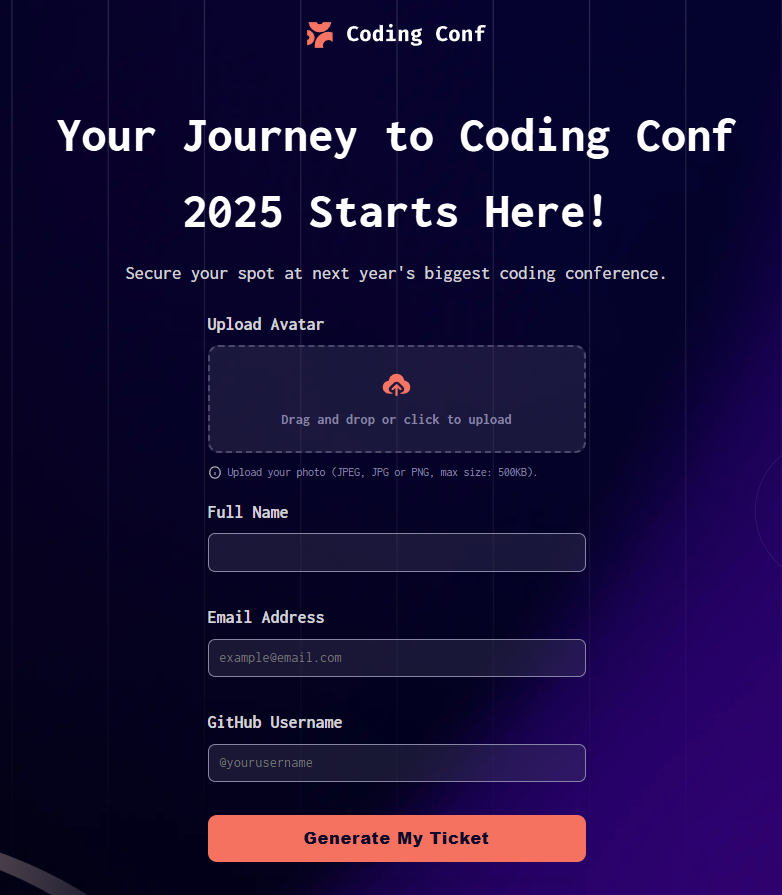 Coding Conf
Your Journey to Coding Conf
2025 Starts Here!
Secure your spot at next year's biggest coding conference.
Upload Avatar
Drag and drop or click to upload
Upload your photo (JPEG, JPG or PNG, max size: 500KB).
Full Name
Email Address
example@email.com
GitHub Username
@yourusername
Generate My Ticket